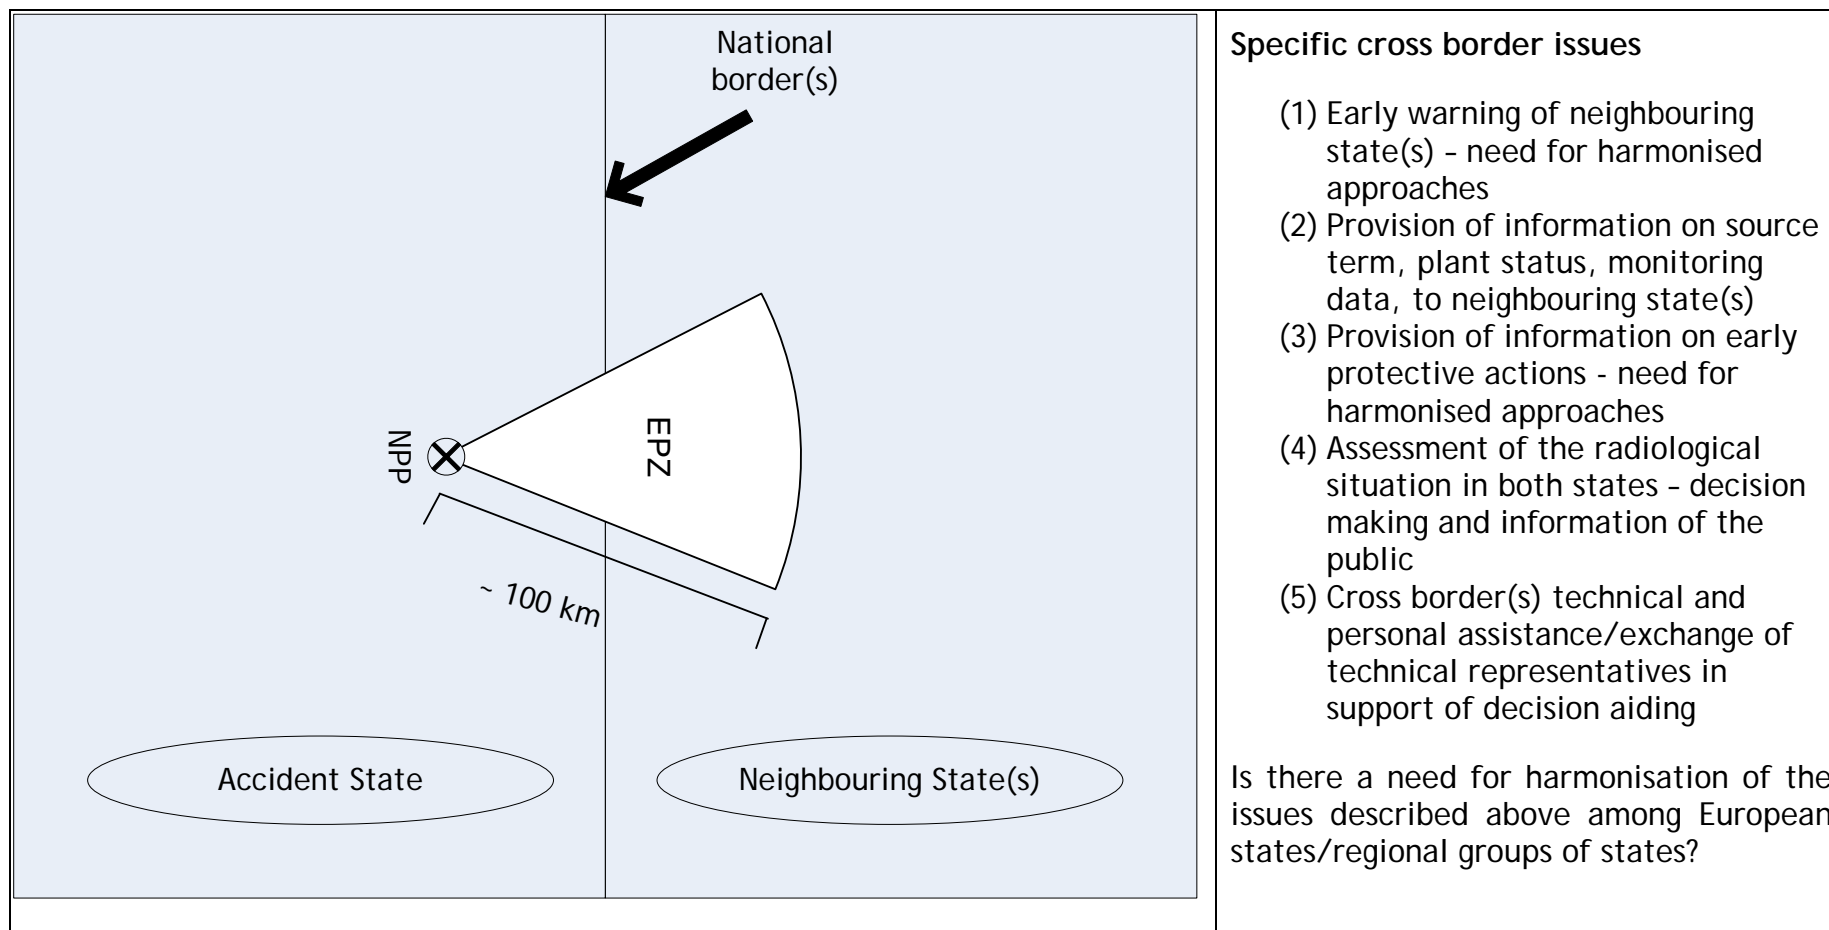 National
border(s)
NPP
EPZ
~ 100 km
Accident State
Neighbouring State(s)
Specific cross border issues
(1) Early warning of neighbouring
state(s) – need for harmonised
approaches
(2) Provision of information on source
term, plant status, monitoring
data, to neighbouring state(s)
(3) Provision of information on early
protective actions - need for
harmonised approaches
(4) Assessment of the radiological
situation in both states – decision
making and information of the
public
(5) Cross border(s) technical and
personal assistance/exchange of
technical representatives in
support of decision aiding
Is there a need for harmonisation of the
issues described above among European
states/regional groups of states?